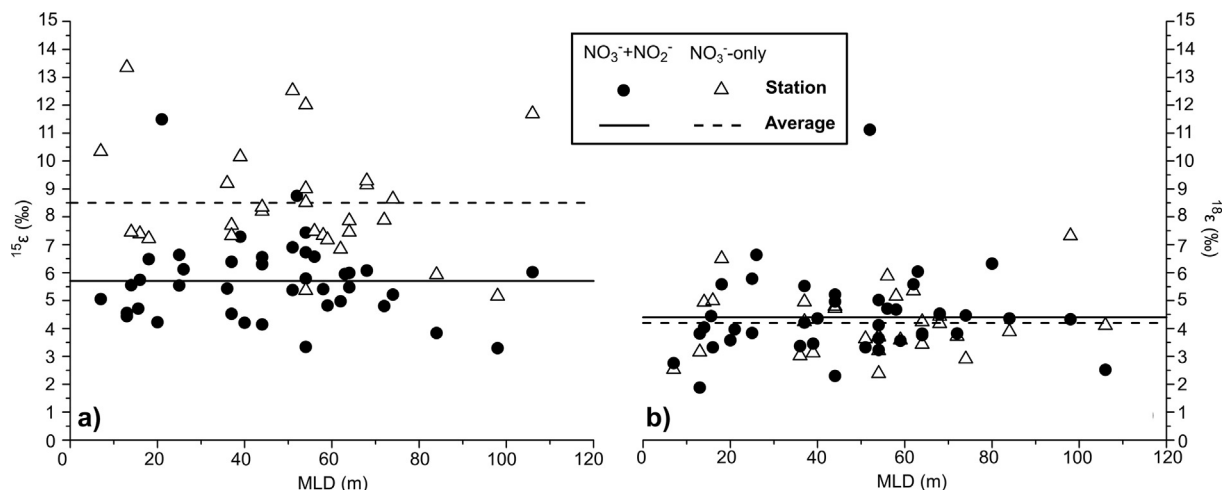 15
14
13
12
11
10
9
8
7
6
5
4
3
2
1
0
¹⁵ε (‰)
a)
0 20 40 60 80 100 120
MLD (m)
NO₃⁻+NO₂⁻ NO₃⁻-only
Station
Average
15
14
13
12
11
10
9
8
7
6
5
4
3
2
1
0
¹⁸ε (‰)
b)
0 20 40 60 80 100 120
MLD (m)